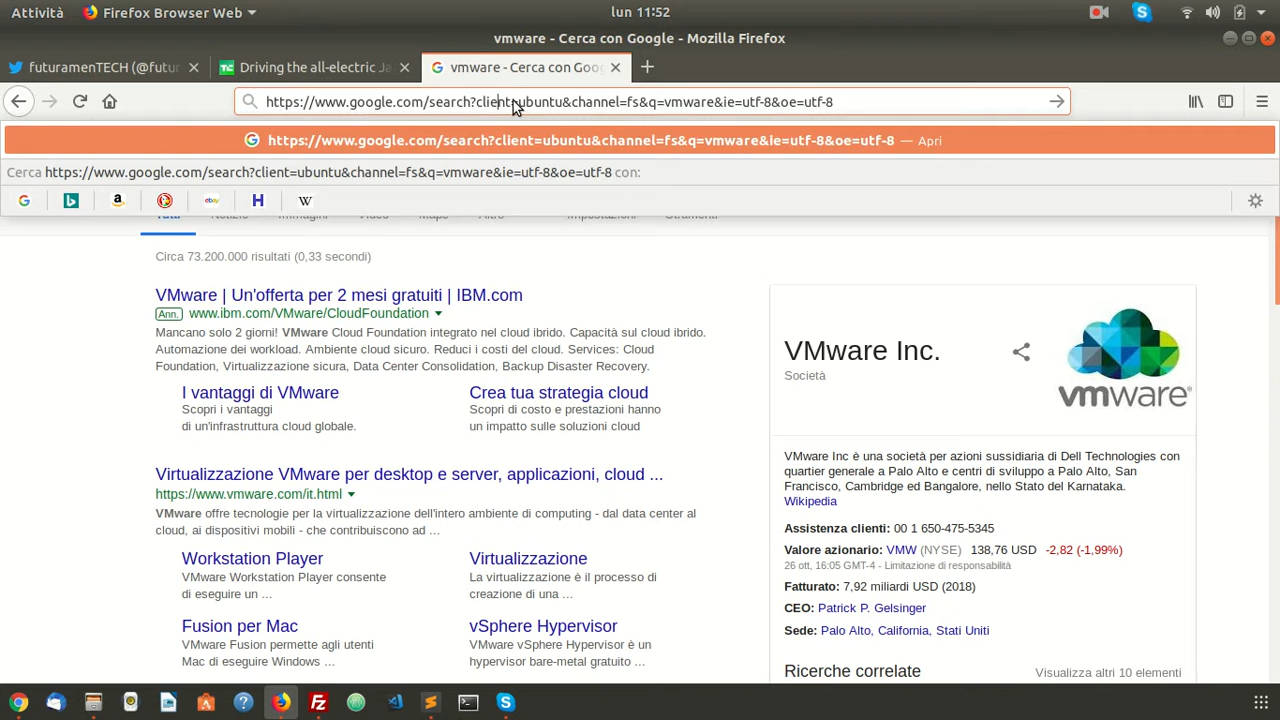 Attività Firefox Browser Web lun 11:52
vmware - Cerca con Google - Mozilla Firefox
futuramenTECH (@futur Driving the all-electric Ja vmware - Cerca con Goog
https://www.google.com/search?client=ubuntu&channel=fs&q=vmware&ie=utf-8&oe=utf-8
https://www.google.com/search?client=ubuntu&channel=fs&q=vmware&ie=utf-8&oe=utf-8 — Apri
Cerca https://www.google.com/search?client=ubuntu&channel=fs&q=vmware&ie=utf-8&oe=utf-8 con:
Tutti Notizie Immagini Video Maps Altro Impostazioni Strumenti
Circa 73.200.000 risultati (0,33 secondi)
VMware | Un'offerta per 2 mesi gratuiti | IBM.com
Ann. www.ibm.com/VMware/CloudFoundation
Mancano solo 2 giorni! VMware Cloud Foundation integrato nel cloud ibrido. Capacità sul cloud ibrido.
Automazione dei workload. Ambiente cloud sicuro. Reduci i costi del cloud. Services: Cloud
Foundation, Virtualizzazione sicura, Data Center Consolidation, Backup Disaster Recovery.
I vantaggi di VMware
Scopri i vantaggi
di un'infrastruttura cloud globale.
Crea tua strategia cloud
Scopri di costo e prestazioni hanno
un impatto sulle soluzioni cloud
Virtualizzazione VMware per desktop e server, applicazioni, cloud ...
https://www.vmware.com/it.html
VMware offre tecnologie per la virtualizzazione dell'intero ambiente di computing - dal data center al
cloud, ai dispositivi mobili - che contribuiscono ad ...
Workstation Player
VMware Workstation Player consente
di eseguire un ...
Virtualizzazione
La virtualizzazione è il processo di
creazione di una ...
Fusion per Mac
VMware Fusion permette agli utenti
Mac di eseguire Windows ...
vSphere Hypervisor
VMware vSphere Hypervisor è un
hypervisor bare-metal gratuito ...
VMware Inc.
Società
vmware
VMware Inc è una società per azioni sussidiaria di Dell Technologies con
quartier generale a Palo Alto e centri di sviluppo a Palo Alto, San
Francisco, Cambridge ed Bangalore, nello Stato del Karnataka.
Wikipedia
Assistenza clienti: 00 1 650-475-5345
Valore azionario: VMW (NYSE) 138,76 USD -2,82 (-1,99%)
26 ott, 16:05 GMT-4 - Limitazione di responsabilità
Fatturato: 7,92 miliardi USD (2018)
CEO: Patrick P. Gelsinger
Sede: Palo Alto, California, Stati Uniti
Ricerche correlate Visualizza altri 10 elementi